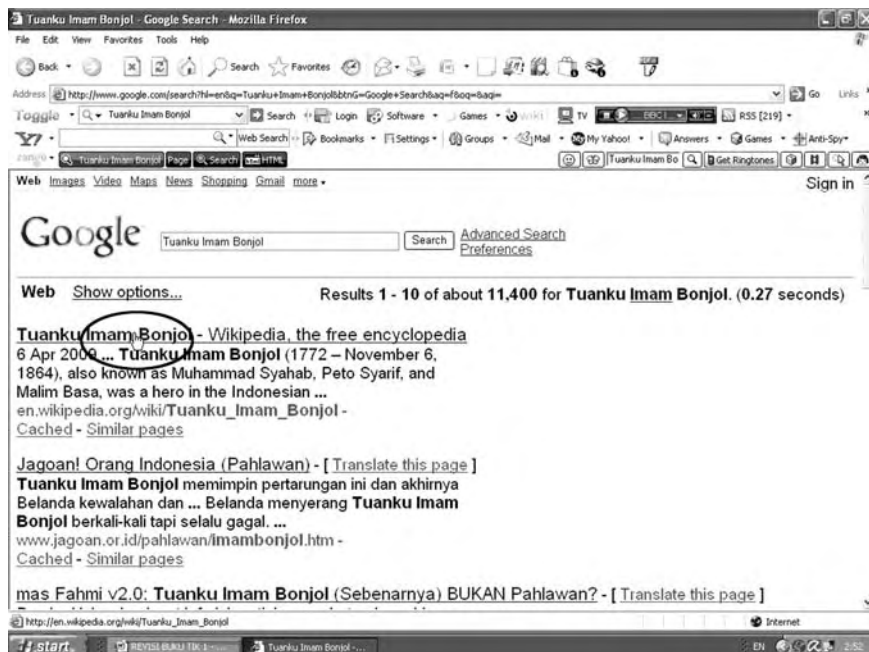 Tuanku Imam Bonjol - Google Search - Mozilla Firefox
File Edit View Favorites Tools Help
Back Search Favorites
Address http://www.google.com/search?hl=en&q=Tuanku+Imam+Bonjol&btnG=Google+Search&aq=f&oq=&aqi= Go Links
Toggle Tuanku Imam Bonjol Search Login Software Games wiki TV BBC1 RSS [219]
Y7 Web Search Bookmarks Settings Groups Mail My Yahoo! Answers Games Anti-Spy
Tuanku Imam Bonjol Page Search HTML Tuanku Imam Bo Get Ringtones
Web Images Video Maps News Shopping Gmail more Sign in
Google Tuanku Imam Bonjol Search Advanced Search
Preferences
Web Show options... Results 1 - 10 of about 11,400 for Tuanku Imam Bonjol. (0.27 seconds)
Tuanku Imam Bonjol - Wikipedia, the free encyclopedia
6 Apr 2009 ... Tuanku Imam Bonjol (1772 – November 6,
1864), also known as Muhammad Syahab, Peto Syarif, and
Malim Basa, was a hero in the Indonesian ...
en.wikipedia.org/wiki/Tuanku_Imam_Bonjol -
Cached - Similar pages
Jagoan! Orang Indonesia (Pahlawan) - [ Translate this page ]
Tuanku Imam Bonjol memimpin pertarungan ini dan akhirnya
Belanda kewalahan dan ... Belanda menyerang Tuanku Imam
Bonjol berkali-kali tapi selalu gagal. ...
www.jagoan.or.id/pahlawan/imambonjol.htm -
Cached - Similar pages
mas Fahmi v2.0: Tuanku Imam Bonjol (Sebenarnya) BUKAN Pahlawan? - [ Translate this page ]
http://en.wikipedia.org/wiki/Tuanku_Imam_Bonjol Internet
start REVISI BUKU TIK 1 -... Tuanku Imam Bonjol -... EN 2:52